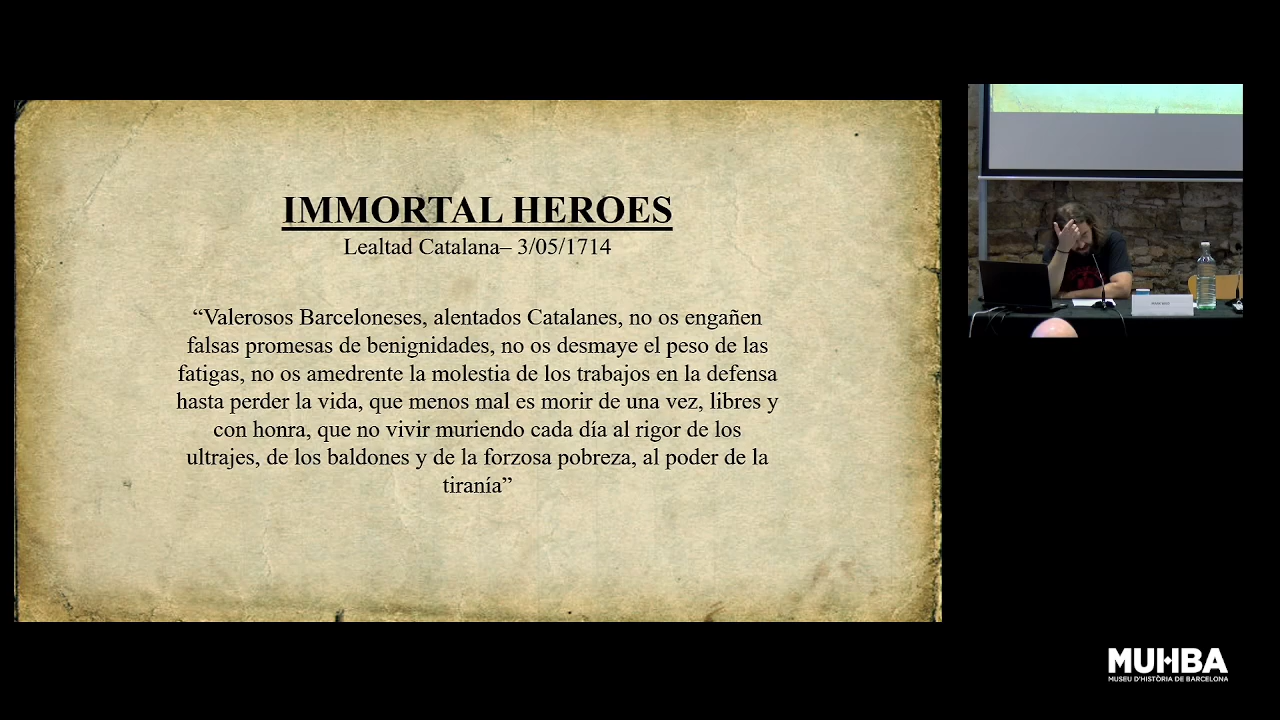 IMMORTAL HEROES
Lealtad Catalana– 3/05/1714
“Valerosos Barceloneses, alentados Catalanes, no os engañen
falsas promesas de benignidades, no os desmaye el peso de las
fatigas, no os amedrente la molestia de los trabajos en la defensa
hasta perder la vida, que menos mal es morir de una vez, libres y
con honra, que no vivir muriendo cada día al rigor de los
ultrajes, de los baldones y de la forzosa pobreza, al poder de la
tiranía”
MUHBA
MUSEU D'HISTÒRIA DE BARCELONA